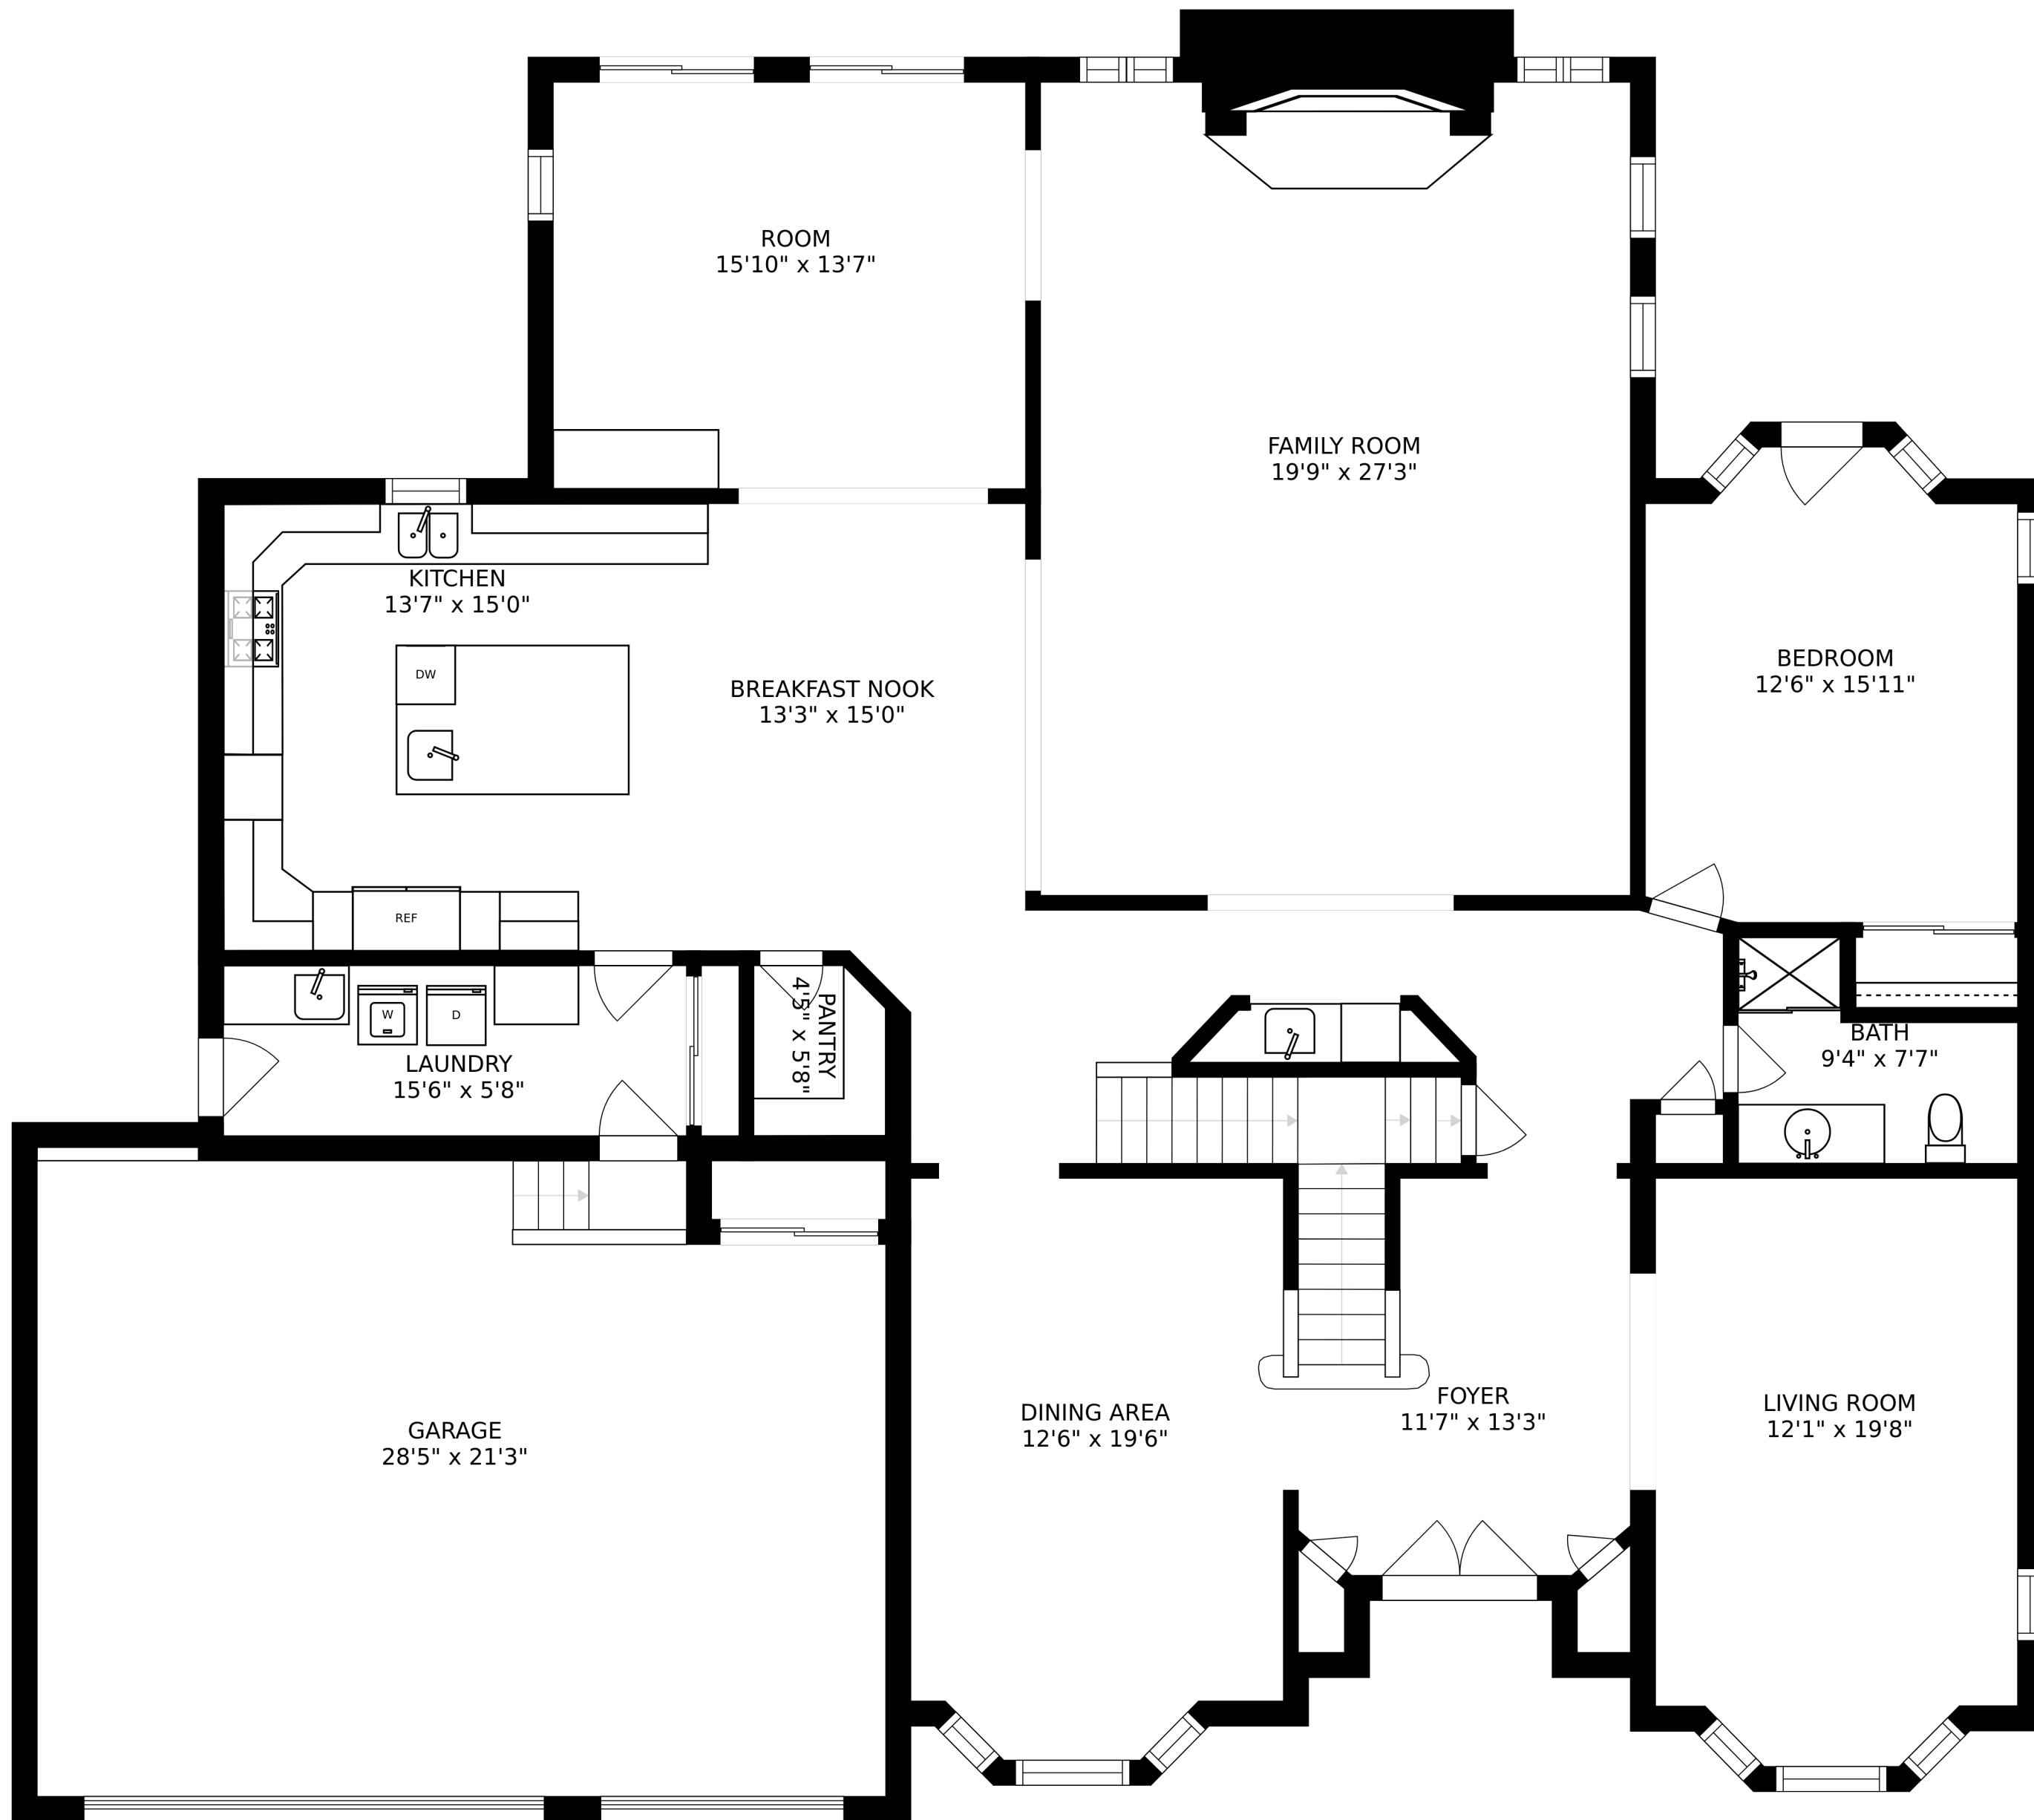 ROOM
15'10" x 13'7"
FAMILY ROOM
19'9" x 27'3"
KITCHEN
13'7" x 15'0"
DW
BREAKFAST NOOK
13'3" x 15'0"
BEDROOM
12'6" x 15'11"
REF
W
D
LAUNDRY
15'6" x 5'8"
PANTRY
4'5" x 5'8"
BATH
9'4" x 7'7"
GARAGE
28'5" x 21'3"
DINING AREA
12'6" x 19'6"
FOYER
11'7" x 13'3"
LIVING ROOM
12'1" x 19'8"